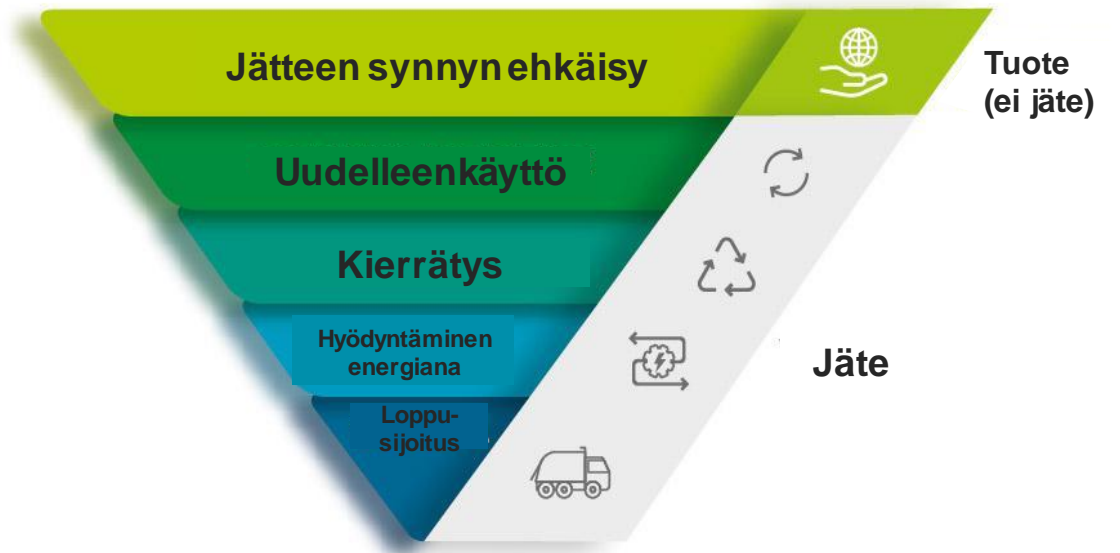 Jätteen synnyn ehkäisy
Tuote
(ei jäte)
Uudelleenkäyttö
Kierrätys
Hyödyntäminen
energiana
Jäte
Loppu-
sijoitus